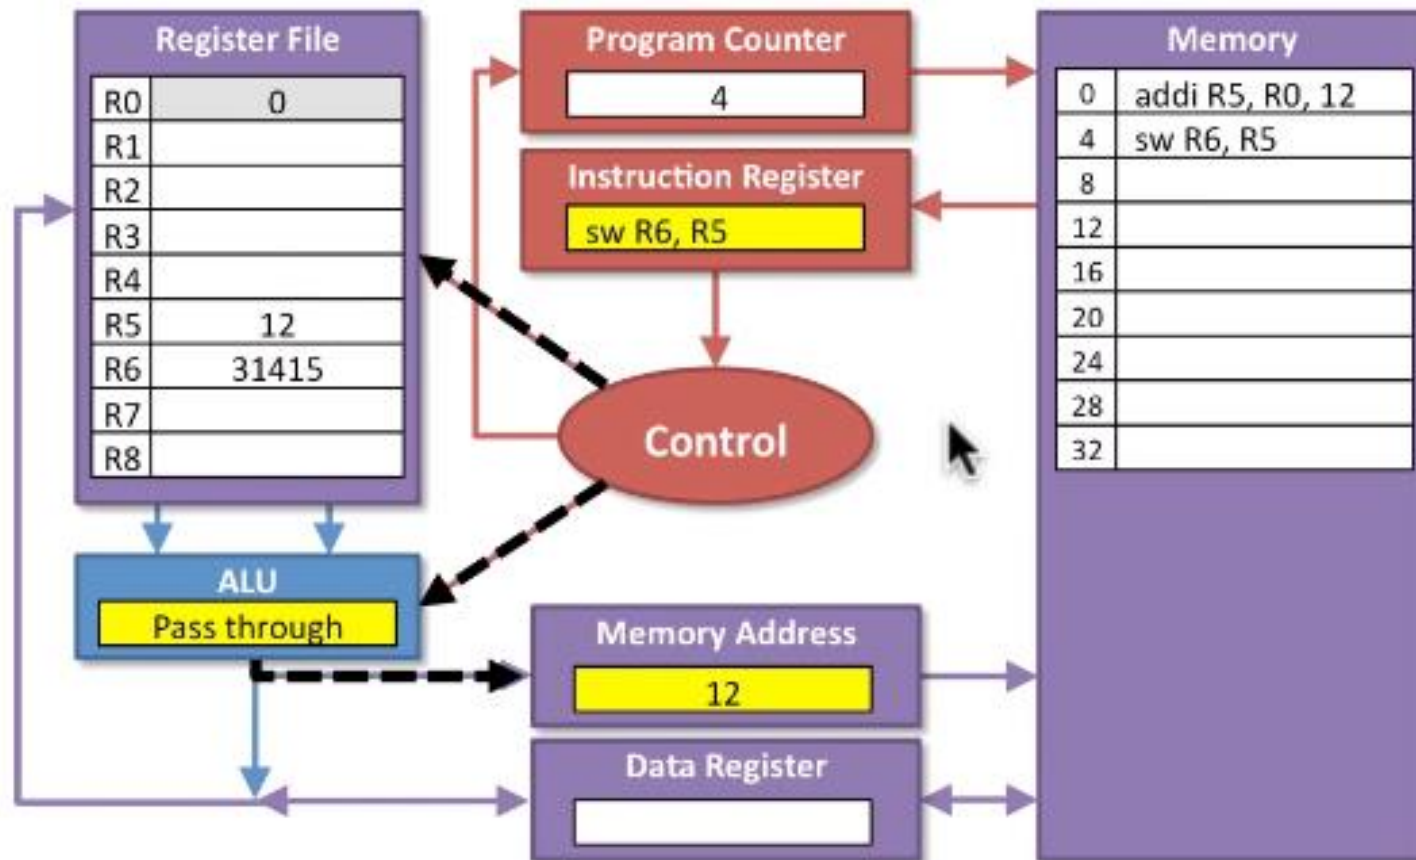 Register File
R0 0
R1
R2
R3
R4
R5 12
R6 31415
R7
R8
ALU
Pass through
Program Counter
4
Instruction Register
sw R6, R5
Control
Memory Address
12
Data Register
Memory
0 addi R5, R0, 12
4 sw R6, R5
8
12
16
20
24
28
32